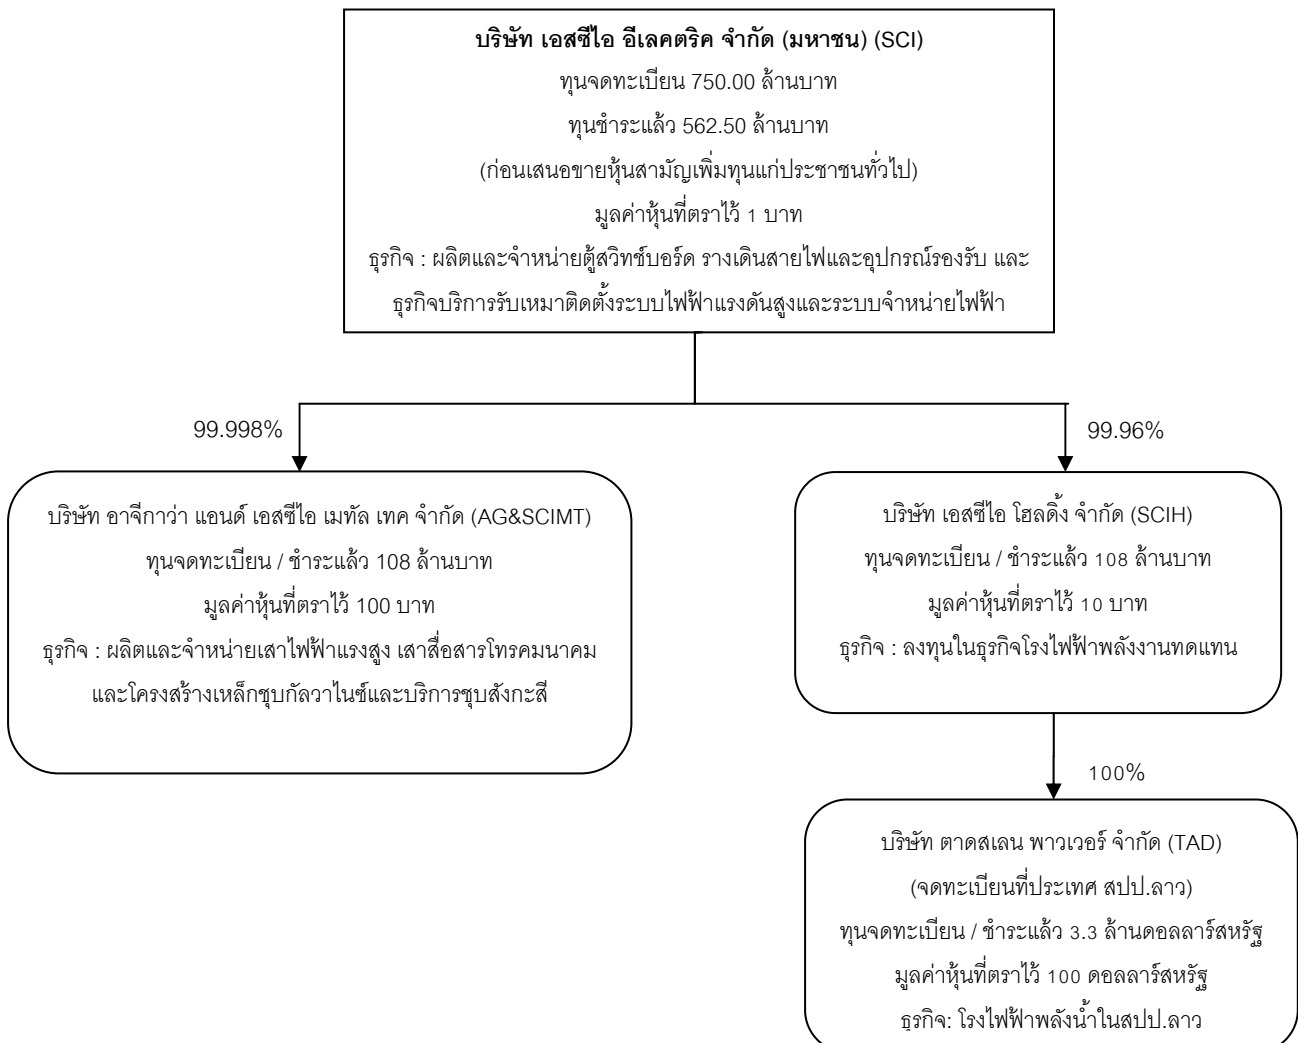 บริษัท เอสซีไอ อีเลคตริค จำกัด (มหาชน) (SCI)
ทุนจดทะเบียน 750.00 ล้านบาท
ทุนชำระแล้ว 562.50 ล้านบาท
(ก่อนเสนอขายหุ้นสามัญเพิ่มทุนแก่ประชาชนทั่วไป)
มูลค่าหุ้นที่ตราไว้ 1 บาท
ธุรกิจ : ผลิตและจำหน่ายตู้สวิทช์บอร์ด รางเดินสายไฟและอุปกรณ์รองรับ และ
ธุรกิจบริการรับเหมาติดตั้งระบบไฟฟ้าแรงดันสูงและระบบจำหน่ายไฟฟ้า
99.998%
99.96%
บริษัท อาจีกาว่า แอนด์ เอสซีไอ เมทัล เทค จำกัด (AG&SCIMT)
ทุนจดทะเบียน / ชำระแล้ว 108 ล้านบาท
มูลค่าหุ้นที่ตราไว้ 100 บาท
ธุรกิจ : ผลิตและจำหน่ายเสาไฟฟ้าแรงสูง เสาสื่อสารโทรคมนาคม
และโครงสร้างเหล็กชุบกัลวาไนซ์และบริการชุบสังกะสี
บริษัท เอสซีไอ โฮลดิ้ง จำกัด (SCIH)
ทุนจดทะเบียน / ชำระแล้ว 108 ล้านบาท
มูลค่าหุ้นที่ตราไว้ 10 บาท
ธุรกิจ : ลงทุนในธุรกิจโรงไฟฟ้าพลังงานทดแทน
100%
บริษัท ตาดสเลน พาวเวอร์ จำกัด (TAD)
(จดทะเบียนที่ประเทศ สปป.ลาว)
ทุนจดทะเบียน / ชำระแล้ว 3.3 ล้านดอลลาร์สหรัฐ
มูลค่าหุ้นที่ตราไว้ 100 ดอลลาร์สหรัฐ
ธุรกิจ: โรงไฟฟ้าพลังน้ำในสปป.ลาว